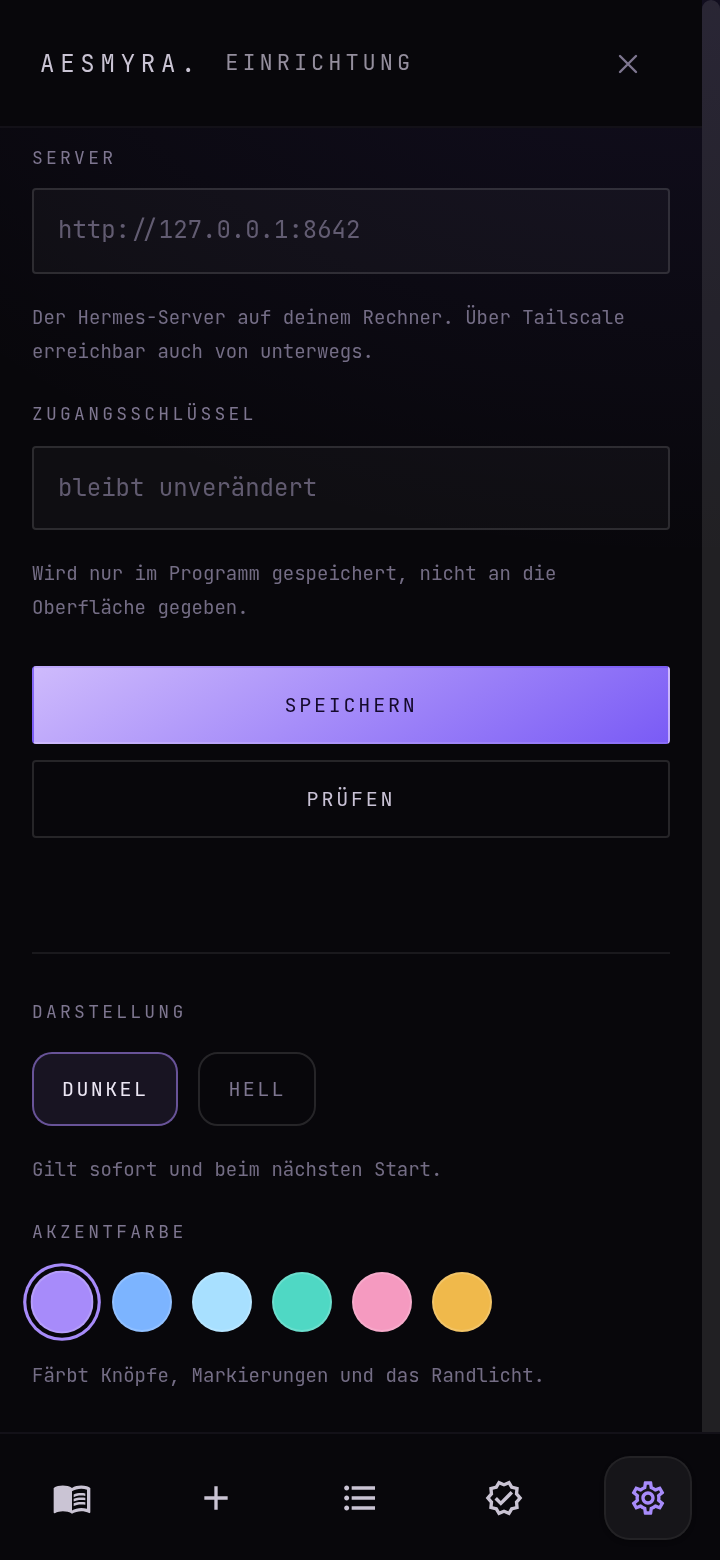 AESMYRA. EINRICHTUNG
SERVER
http://127.0.0.1:8642
Der Hermes-Server auf deinem Rechner. Über Tailscale
erreichbar auch von unterwegs.
ZUGANGSSCHLÜSSEL
bleibt unverändert
Wird nur im Programm gespeichert, nicht an die
Oberfläche gegeben.
SPEICHERN
PRÜFEN
DARSTELLUNG
DUNKEL HELL
Gilt sofort und beim nächsten Start.
AKZENTFARBE
Färbt Knöpfe, Markierungen und das Randlicht.